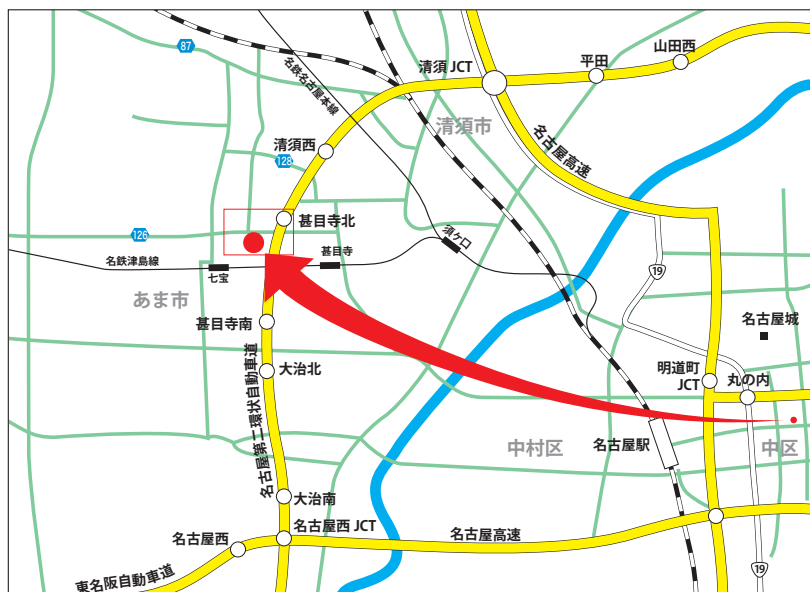 87
山田西
平田
清須 JCT
名鉄名古屋本線
清須市
名古屋高速
清須西
128
甚目寺北
126
須ケ口
名鉄津島線
甚目寺
七宝
19
あま市
甚目寺南
名古屋城
大治北
明道町
JCT
丸の内
名古屋第二環状自動車道
中村区
名古屋駅
中区
大治南
名古屋西 JCT
名古屋高速
名古屋西
19
東名阪自動車道